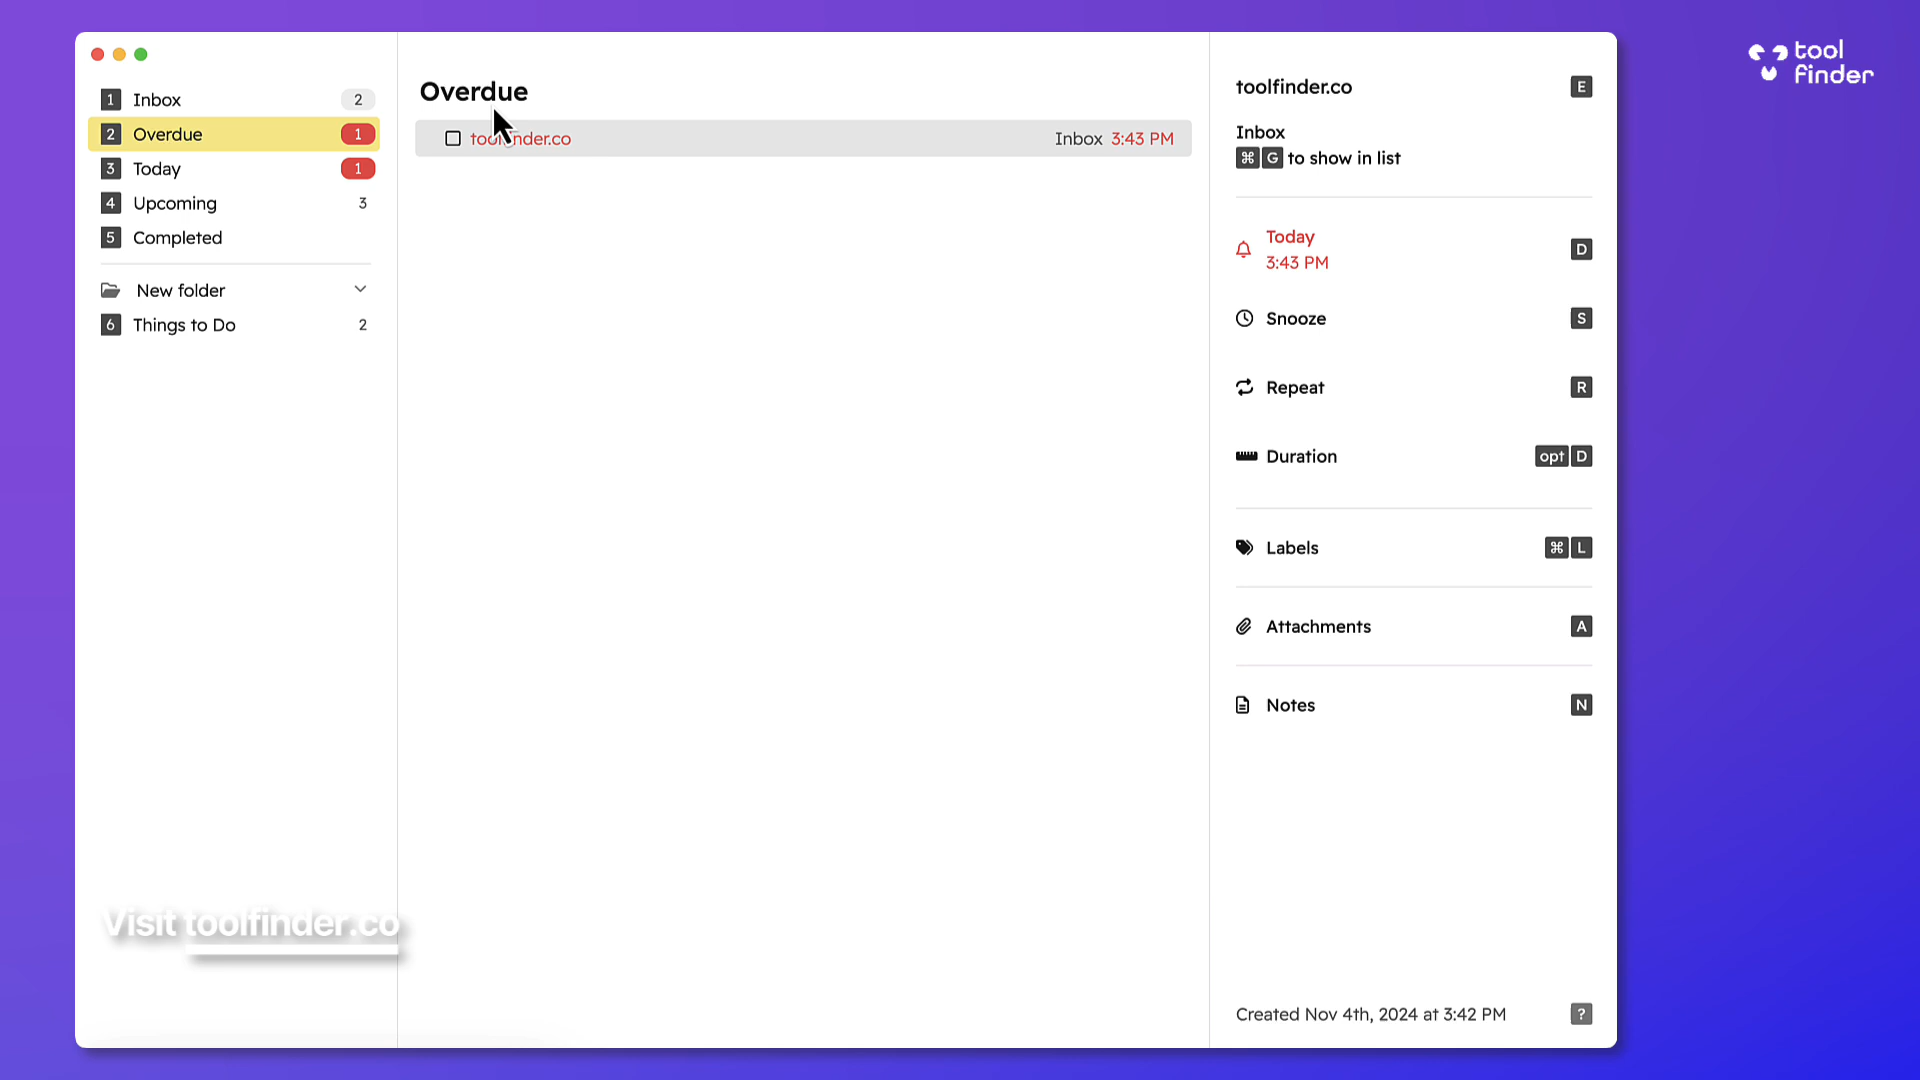 tool
finder
1 Inbox 2
2 Overdue 1
3 Today 1
4 Upcoming 3
5 Completed
New folder
6 Things to Do 2
Visit toolfinder.co
Overdue
toolfinder.co Inbox 3:43 PM
toolfinder.co E
Inbox
⌘ G to show in list
Today
3:43 PM D
Snooze S
Repeat R
Duration opt D
Labels ⌘ L
Attachments A
Notes N
Created Nov 4th, 2024 at 3:42 PM ?